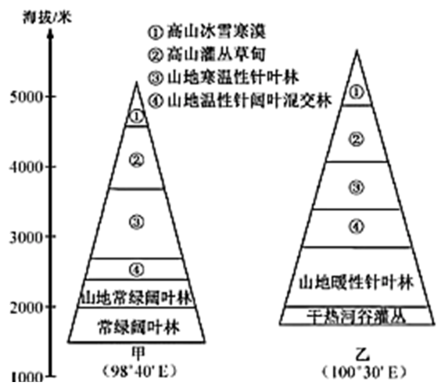 海拔/米
①高山冰雪寒漠
②高山灌丛草甸
③山地寒温性针叶林
④山地温性针阔叶混交林
5000
4000
3000
2000
1000
①
②
③
④
山地常绿阔叶林
常绿阔叶林
甲
(98°40′E)
①
②
③
④
山地暖性针叶林
干热河谷灌丛
乙
(100°30′E)